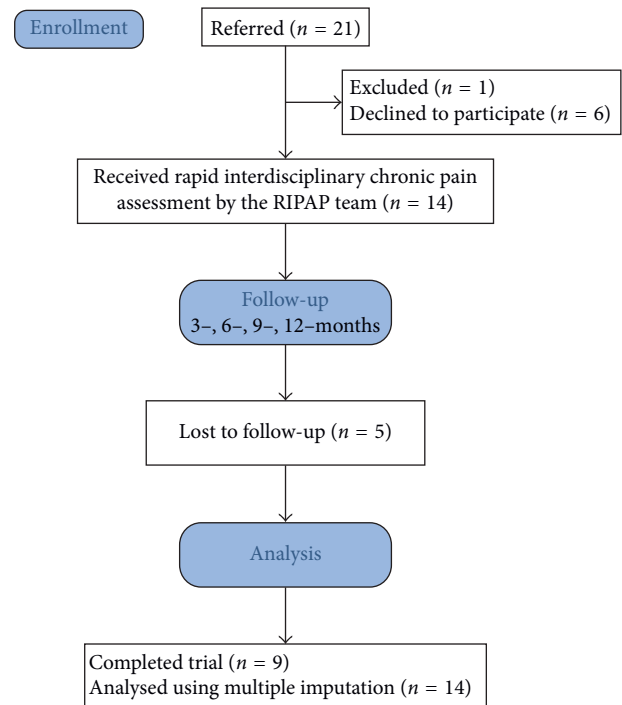 Enrollment
Referred (n = 21)
Excluded (n = 1)
Declined to participate (n = 6)
Received rapid interdisciplinary chronic pain
assessment by the RIPAP team (n = 14)
Follow-up
3–, 6–, 9–, 12–months
Lost to follow-up (n = 5)
Analysis
Completed trial (n = 9)
Analysed using multiple imputation (n = 14)